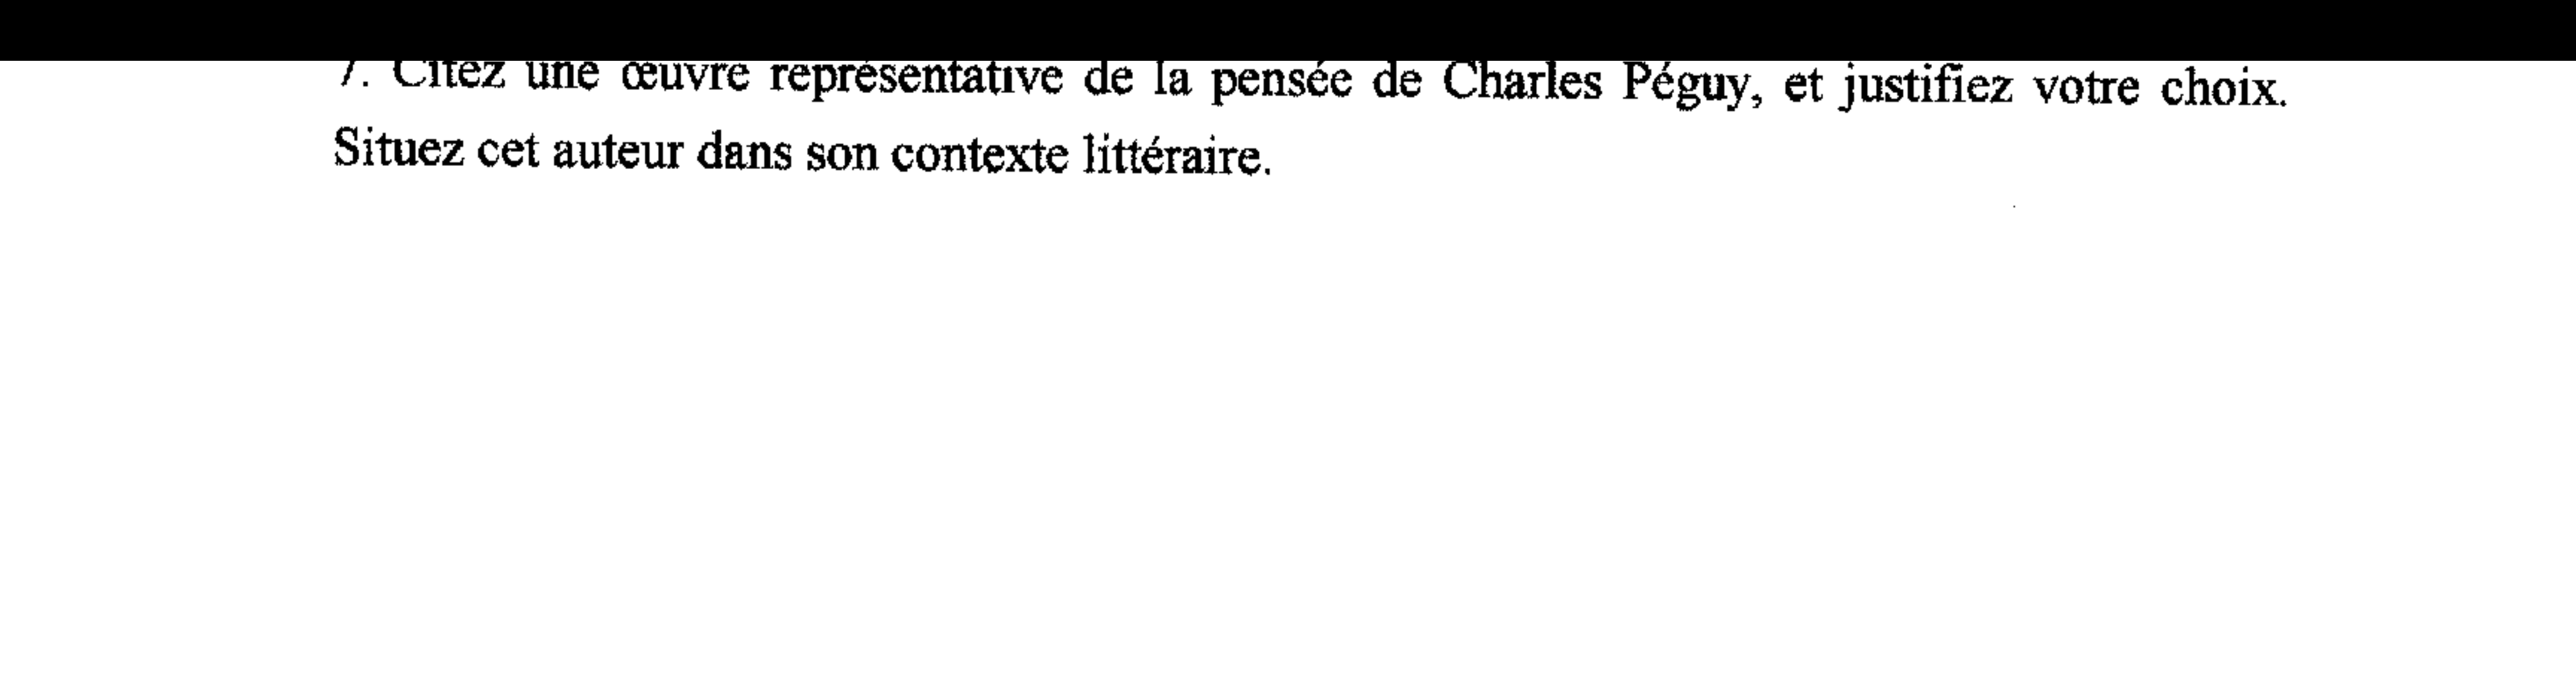 7. Citez une œuvre représentative de la pensée de Charles Péguy, et justifiez votre choix.
Situez cet auteur dans son contexte littéraire.